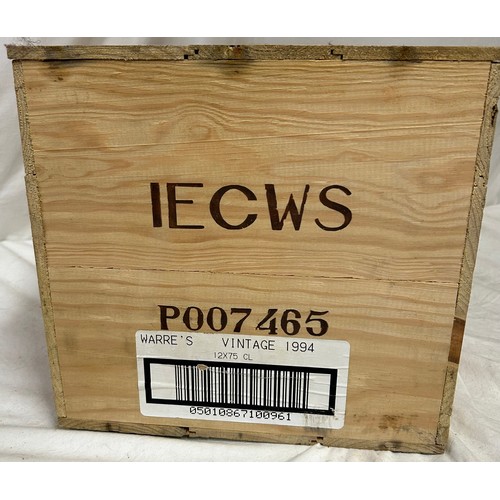 IECWS
P007465
WARRE'S VINTAGE 1994
12X75 CL
05010867100961